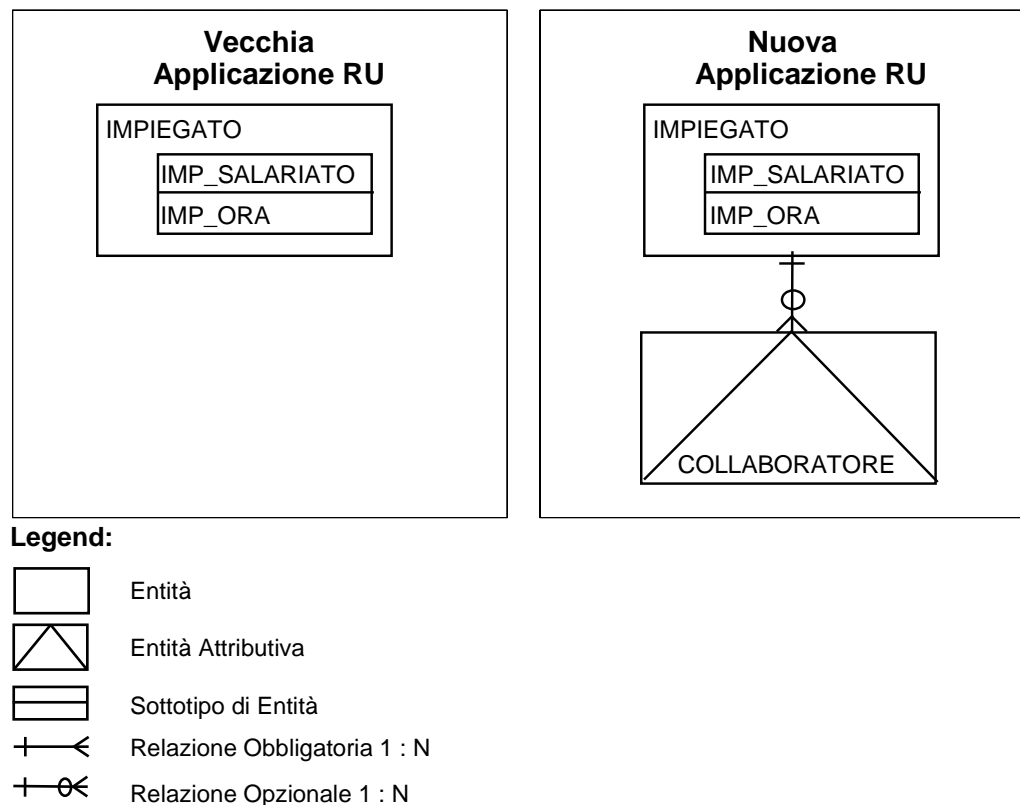 Vecchia
Applicazione RU
IMPIEGATO
IMP_SALARIATO
IMP_ORA
Nuova
Applicazione RU
IMPIEGATO
IMP_SALARIATO
IMP_ORA
COLLABORATORE
Legend:
Entità
Entità Attributiva
Sottotipo di Entità
Relazione Obbligatoria 1 : N
Relazione Opzionale 1 : N